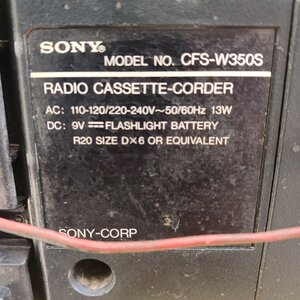 SONY®
MODEL NO. CFS-W350S
RADIO CASSETTE-CORDER
AC: 110-120/220-240V~50/60Hz 13W
DC: 9V ⎓ FLASHLIGHT BATTERY
R20 SIZE D×6 OR EQUIVALENT
SONY-CORP